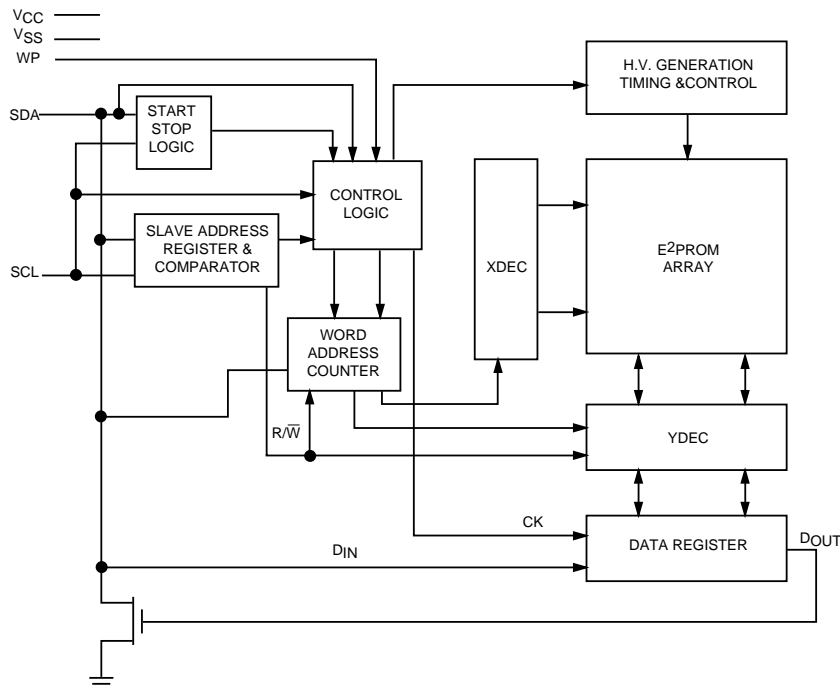 VCC
VSS
WP
SDA
START
STOP
LOGIC
SCL
SLAVE ADDRESS
REGISTER &
COMPARATOR
CONTROL
LOGIC
WORD
ADDRESS
COUNTER
R/W̅
H.V. GENERATION
TIMING &CONTROL
XDEC
E²PROM
ARRAY
YDEC
CK
DIN
DATA REGISTER
DOUT